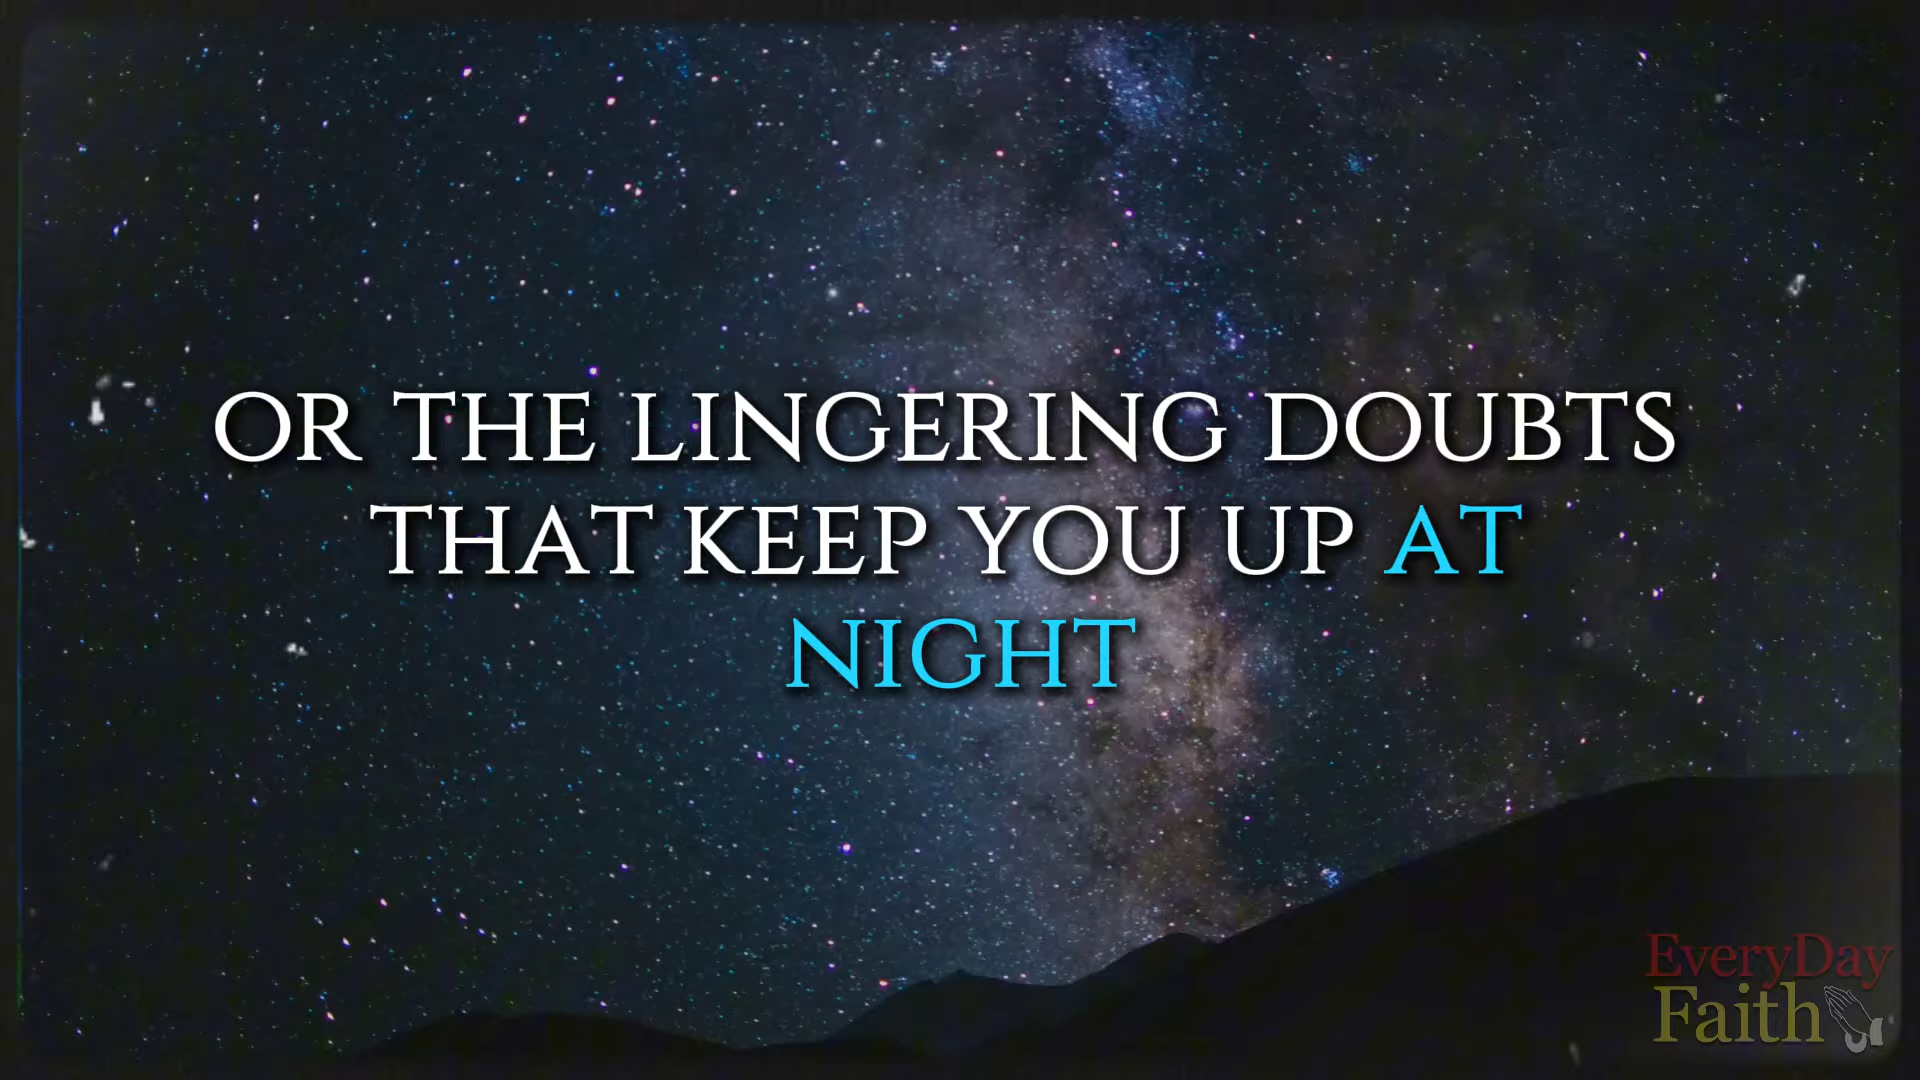 OR THE LINGERING DOUBTS
THAT KEEP YOU UP AT
NIGHT
EveryDay
Faith